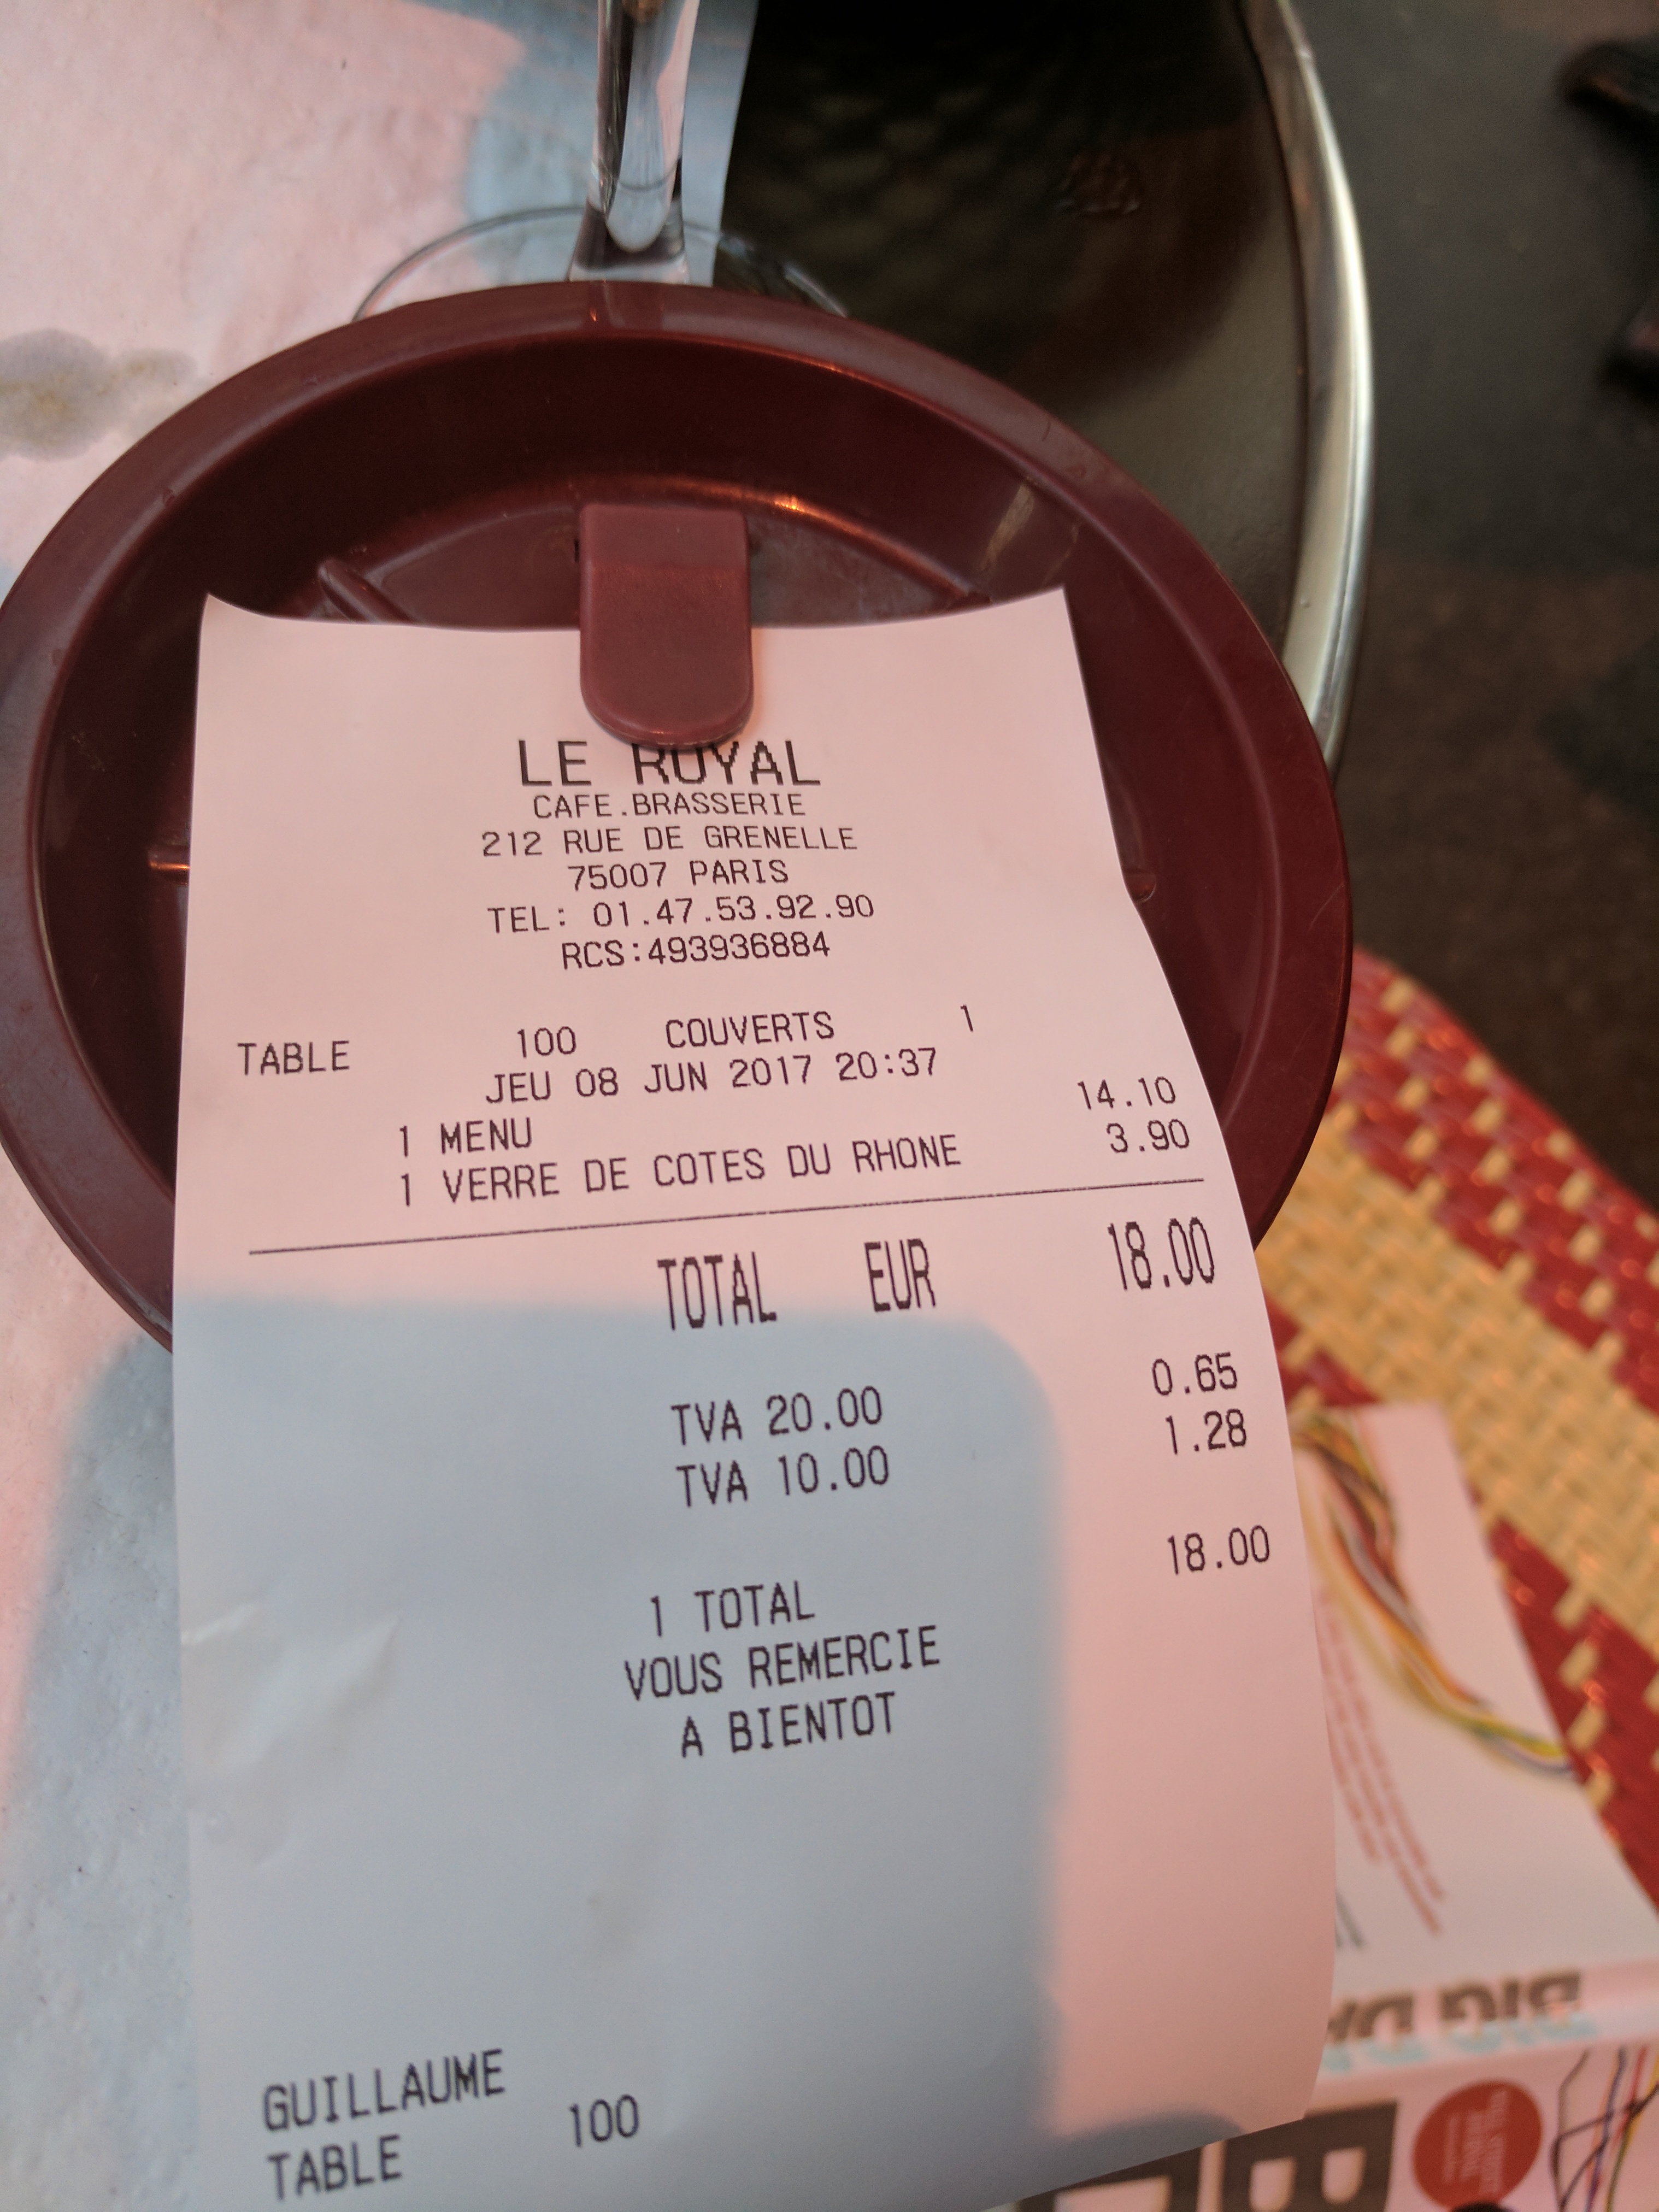 LE ROYAL
CAFE.BRASSERIE
212 RUE DE GRENELLE
75007 PARIS
TEL: 01.47.53.92.90
RCS:493936884
TABLE 100 COUVERTS 1
JEU 08 JUN 2017 20:37
1 MENU 14.10
1 VERRE DE COTES DU RHONE 3.90
TOTAL EUR 18.00
TVA 20.00 0.65
TVA 10.00 1.28
1 TOTAL 18.00
VOUS REMERCIE
A BIENTOT
GUILLAUME
TABLE 100
BIG DA
B